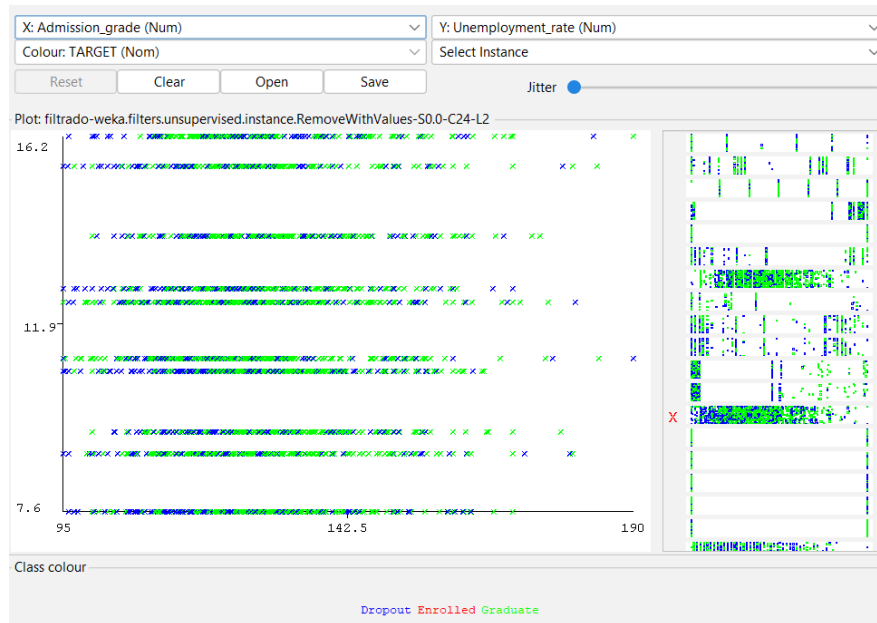 X: Admission_grade (Num)
Y: Unemployment_rate (Num)
Colour: TARGET (Nom)
Select Instance
Reset
Clear
Open
Save
Jitter
Plot: filtrado-weka.filters.unsupervised.instance.RemoveWithValues-S0.0-C24-L2
16.2
11.9
7.6
95
142.5
190
X
Class colour
Dropout Enrolled Graduate